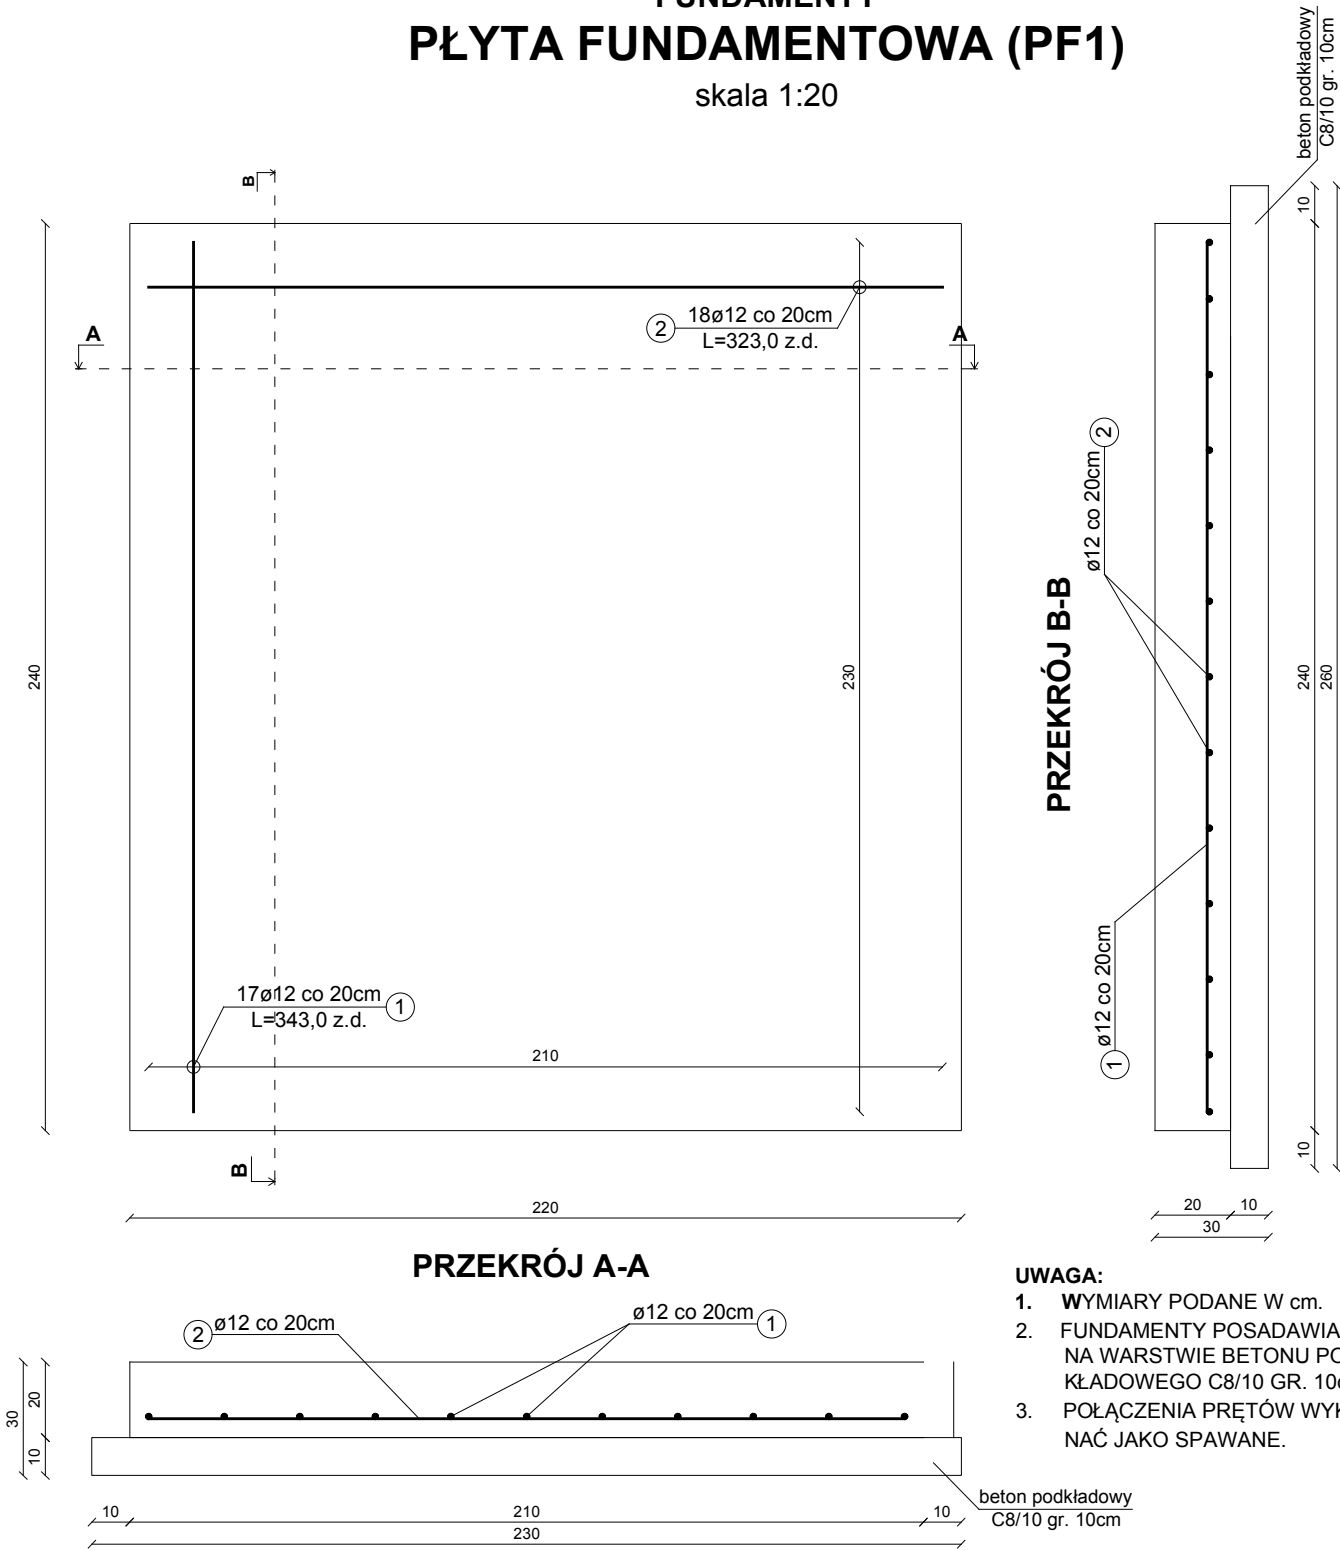 PŁYTA FUNDAMENTOWA (PF1)
skala 1:20
beton podkładowy
C8/10 gr. 10cm
B
A
A
2
18ø12 co 20cm
L=323,0 z.d.
240
230
17ø12 co 20cm
L=343,0 z.d.
1
210
B
220
PRZEKRÓJ B-B
ø12 co 20cm
2
ø12 co 20cm
1
10
240
260
10
20
10
30
PRZEKRÓJ A-A
2
ø12 co 20cm
ø12 co 20cm
1
30
20
10
10
210
10
230
beton podkładowy
C8/10 gr. 10cm
UWAGA:
1. WYMIARY PODANE W cm.
2. FUNDAMENTY POSADAWIA
NA WARSTWIE BETONU PO
KŁADOWEGO C8/10 GR. 10
3. POŁĄCZENIA PRĘTÓW WY
NAĆ JAKO SPAWANE.